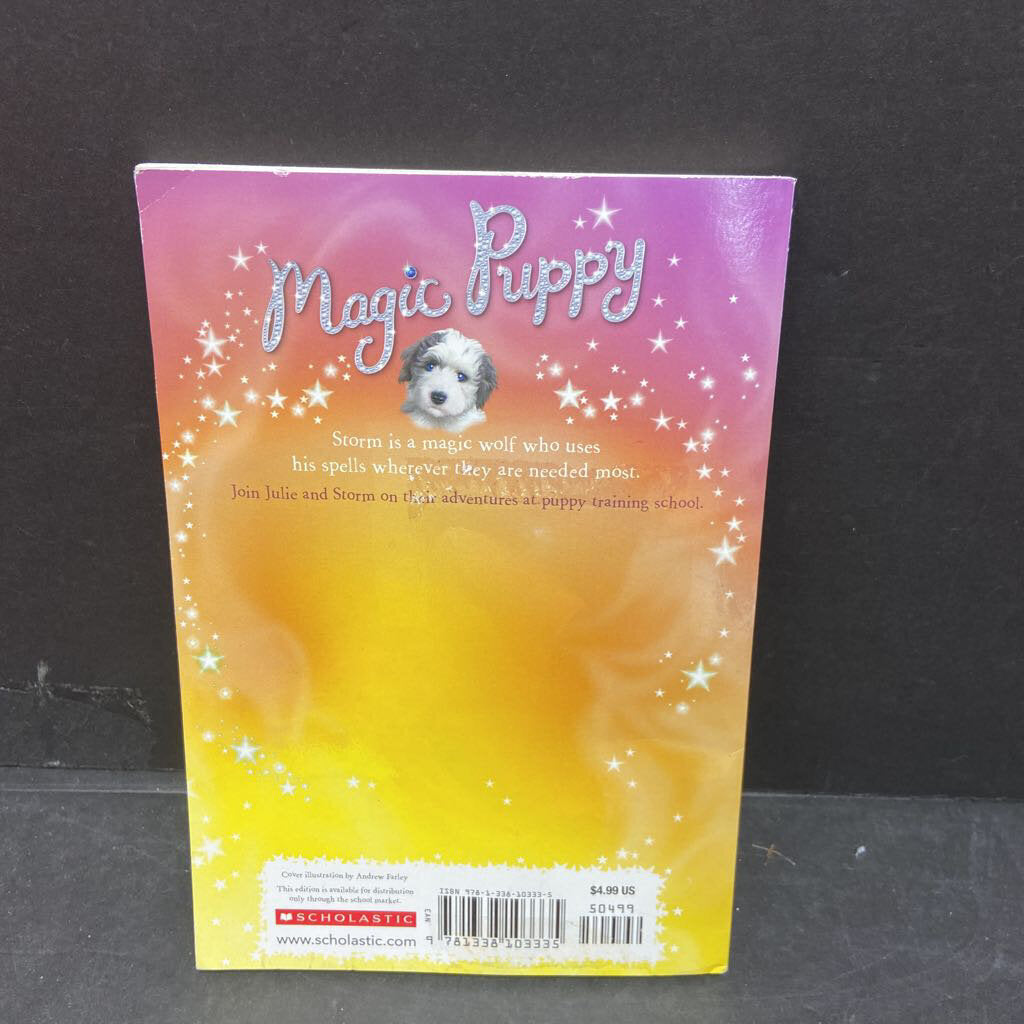 Magic Puppy
Storm is a magic wolf who uses
his spells wherever they are needed most.
Join Julie and Storm on their adventures at puppy training school.
Cover illustration by Andrew Farley
This edition is available for distribution
only through the school market.
SCHOLASTIC
www.scholastic.com
ISBN 978-1-338-10333-5
EAN
9 781338 103335
$4.99 US
50499